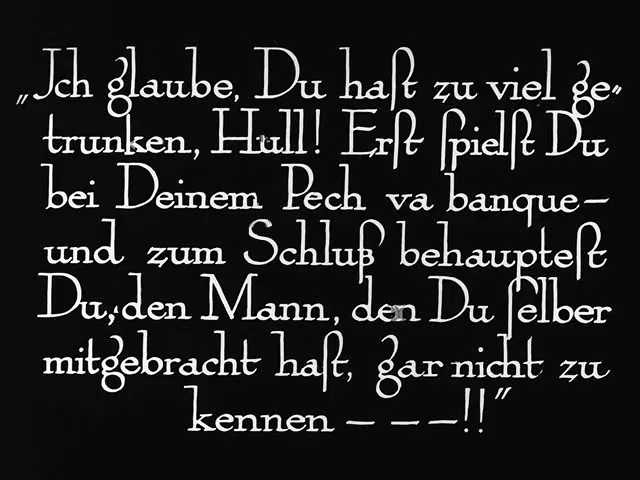 „Ich glaube, Du haſt zu viel ge-
trunken, Hull! Erſt ſpielſt Du
bei Deinem Pech va banque—
und zum Schluß behaupteſt
Du, den Mann, den Du ſelber
mitgebracht haſt, gar nicht zu
kennen — — —!!”